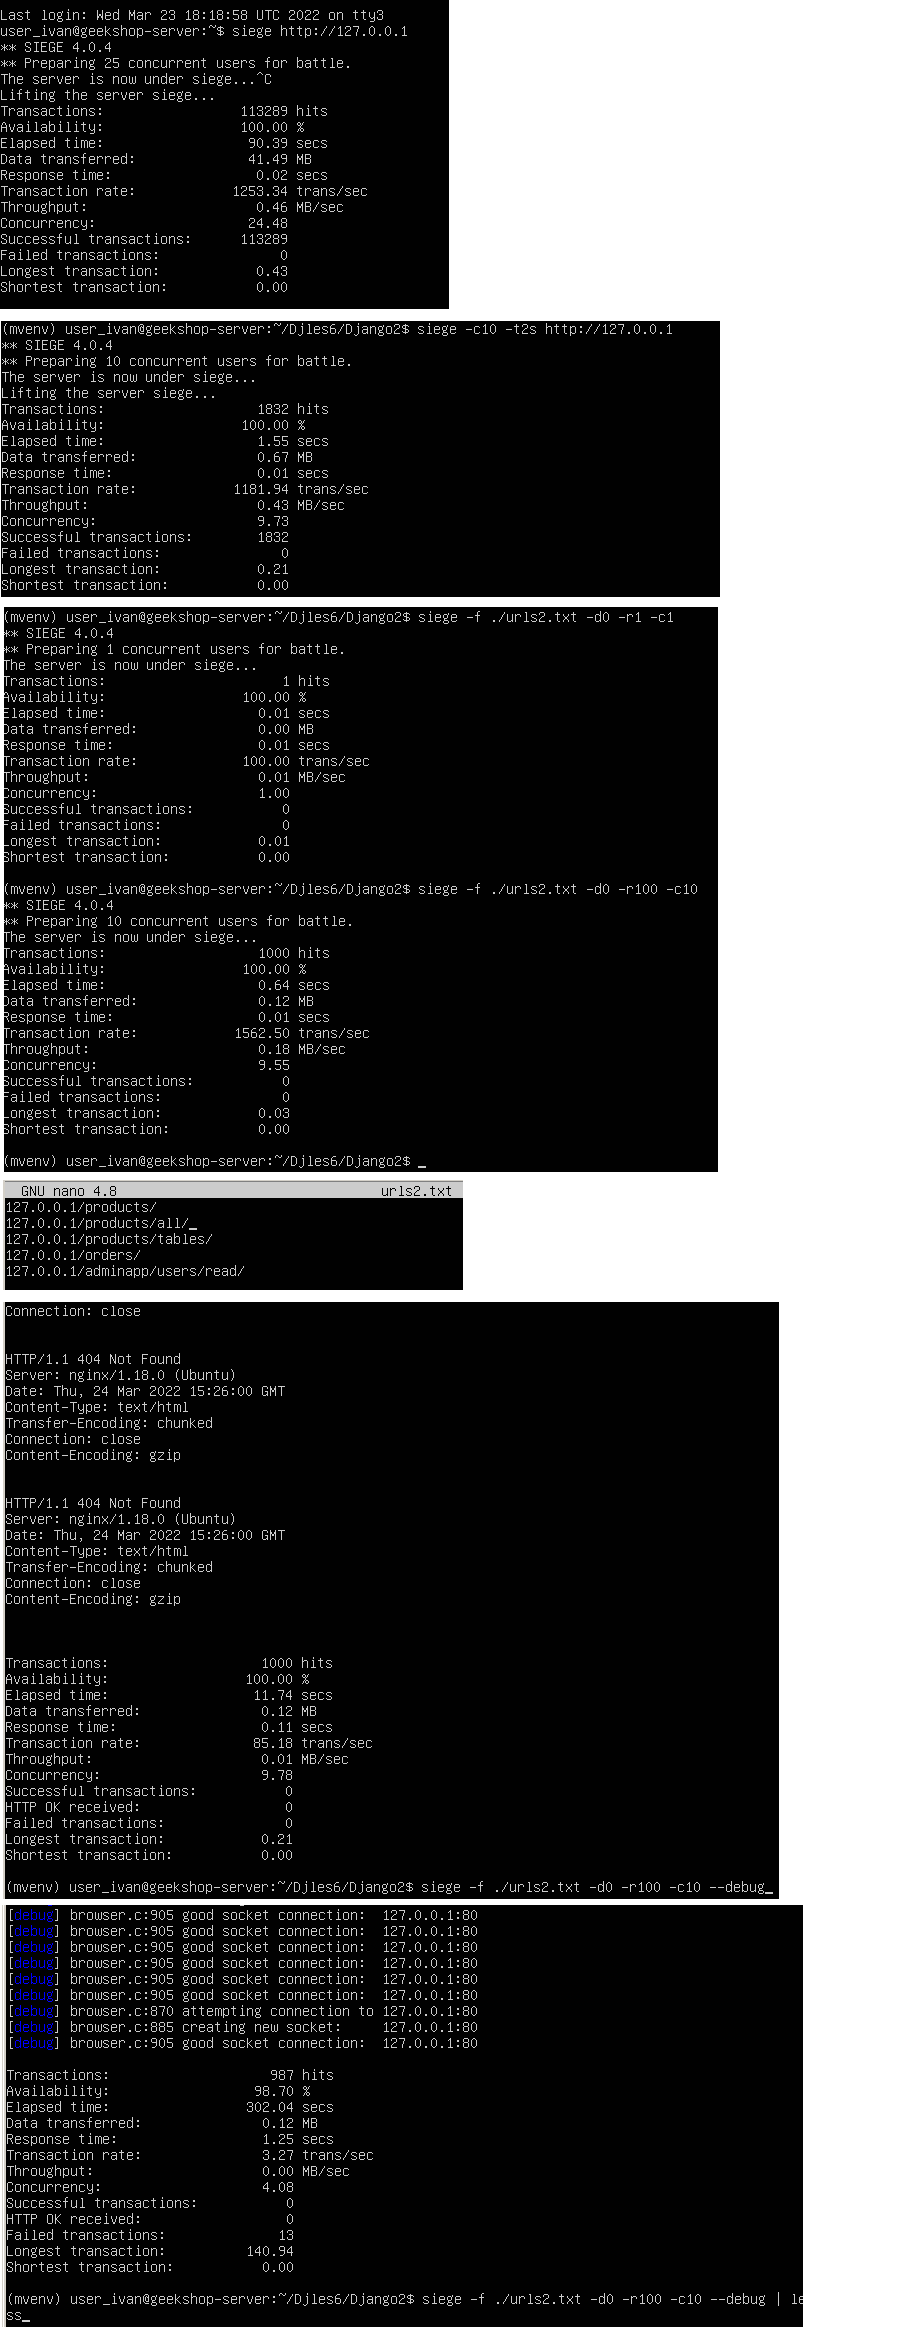 Last login: Wed Mar 23 18:18:58 UTC 2022 on tty3
user_ivan@geekshop-server:~$ siege http://127.0.0.1
** SIEGE 4.0.4
** Preparing 25 concurrent users for battle.
The server is now under siege...^C
Lifting the server siege...
Transactions: 113289 hits
Availability: 100.00 %
Elapsed time: 90.39 secs
Data transferred: 41.49 MB
Response time: 0.02 secs
Transaction rate: 1253.34 trans/sec
Throughput: 0.46 MB/sec
Concurrency: 24.48
Successful transactions: 113289
Failed transactions: 0
Longest transaction: 0.43
Shortest transaction: 0.00
(mvenv) user_ivan@geekshop-server:~/Djles6/Django2$ siege -c10 -t2s http://127.0.0.1
** SIEGE 4.0.4
** Preparing 10 concurrent users for battle.
The server is now under siege...
Lifting the server siege...
Transactions: 1832 hits
Availability: 100.00 %
Elapsed time: 1.55 secs
Data transferred: 0.67 MB
Response time: 0.01 secs
Transaction rate: 1181.94 trans/sec
Throughput: 0.43 MB/sec
Concurrency: 9.73
Successful transactions: 1832
Failed transactions: 0
Longest transaction: 0.21
Shortest transaction: 0.00
(mvenv) user_ivan@geekshop-server:~/Djles6/Django2$ siege -f ./urls2.txt -d0 -r1 -c1
** SIEGE 4.0.4
** Preparing 1 concurrent users for battle.
The server is now under siege...
Transactions: 1 hits
Availability: 100.00 %
Elapsed time: 0.01 secs
Data transferred: 0.00 MB
Response time: 0.01 secs
Transaction rate: 100.00 trans/sec
Throughput: 0.01 MB/sec
Concurrency: 1.00
Successful transactions: 0
Failed transactions: 0
Longest transaction: 0.01
Shortest transaction: 0.00
(mvenv) user_ivan@geekshop-server:~/Djles6/Django2$ siege -f ./urls2.txt -d0 -r100 -c10
** SIEGE 4.0.4
** Preparing 10 concurrent users for battle.
The server is now under siege...
Transactions: 1000 hits
Availability: 100.00 %
Elapsed time: 0.64 secs
Data transferred: 0.12 MB
Response time: 0.01 secs
Transaction rate: 1562.50 trans/sec
Throughput: 0.18 MB/sec
Concurrency: 9.55
Successful transactions: 0
Failed transactions: 0
Longest transaction: 0.03
Shortest transaction: 0.00
(mvenv) user_ivan@geekshop-server:~/Djles6/Django2$ _
GNU nano 4.8 urls2.txt
127.0.0.1/products/
127.0.0.1/products/all/_
127.0.0.1/products/tables/
127.0.0.1/orders/
127.0.0.1/adminapp/users/read/
Connection: close
HTTP/1.1 404 Not Found
Server: nginx/1.18.0 (Ubuntu)
Date: Thu, 24 Mar 2022 15:26:00 GMT
Content-Type: text/html
Transfer-Encoding: chunked
Connection: close
Content-Encoding: gzip
HTTP/1.1 404 Not Found
Server: nginx/1.18.0 (Ubuntu)
Date: Thu, 24 Mar 2022 15:26:00 GMT
Content-Type: text/html
Transfer-Encoding: chunked
Connection: close
Content-Encoding: gzip
Transactions: 1000 hits
Availability: 100.00 %
Elapsed time: 11.74 secs
Data transferred: 0.12 MB
Response time: 0.11 secs
Transaction rate: 85.18 trans/sec
Throughput: 0.01 MB/sec
Concurrency: 9.78
Successful transactions: 0
HTTP OK received: 0
Failed transactions: 0
Longest transaction: 0.21
Shortest transaction: 0.00
(mvenv) user_ivan@geekshop-server:~/Djles6/Django2$ siege -f ./urls2.txt -d0 -r100 -c10 --debug_
[debug] browser.c:905 good socket connection: 127.0.0.1:80
[debug] browser.c:905 good socket connection: 127.0.0.1:80
[debug] browser.c:905 good socket connection: 127.0.0.1:80
[debug] browser.c:905 good socket connection: 127.0.0.1:80
[debug] browser.c:905 good socket connection: 127.0.0.1:80
[debug] browser.c:905 good socket connection: 127.0.0.1:80
[debug] browser.c:870 attempting connection to 127.0.0.1:80
[debug] browser.c:885 creating new socket: 127.0.0.1:80
[debug] browser.c:905 good socket connection: 127.0.0.1:80
Transactions: 987 hits
Availability: 98.70 %
Elapsed time: 302.04 secs
Data transferred: 0.12 MB
Response time: 1.25 secs
Transaction rate: 3.27 trans/sec
Throughput: 0.00 MB/sec
Concurrency: 4.08
Successful transactions: 0
HTTP OK received: 0
Failed transactions: 13
Longest transaction: 140.94
Shortest transaction: 0.00
(mvenv) user_ivan@geekshop-server:~/Djles6/Django2$ siege -f ./urls2.txt -d0 -r100 -c10 --debug | le
ss_